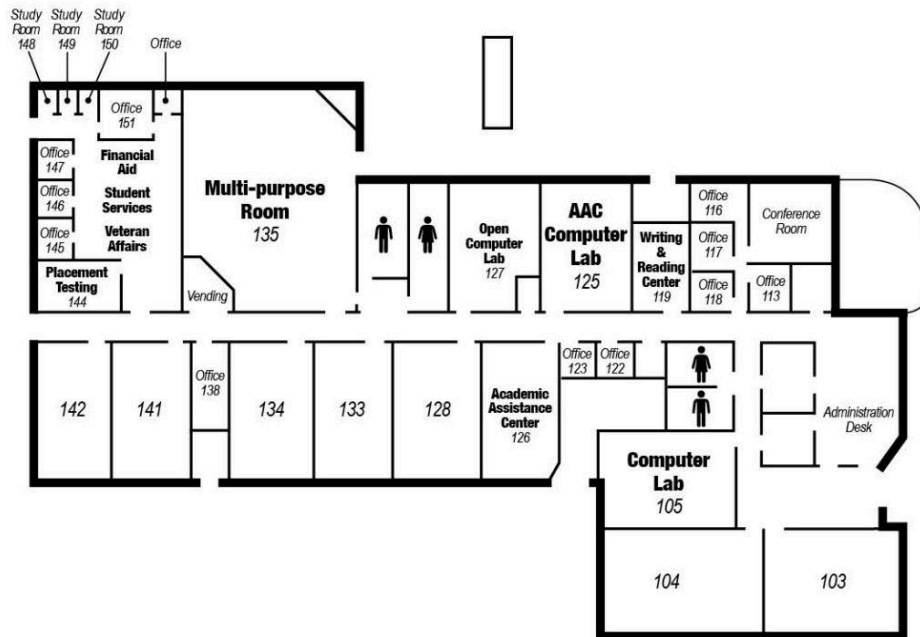 Study
Room
148
Study
Room
149
Study
Room
150
Office
Office
151
Office
147
Financial
Aid
Office
146
Student
Services
Office
145
Veteran
Affairs
Placement
Testing
144
Multi-purpose
Room
135
Vending
Open
Computer
Lab
127
AAC
Computer
Lab
125
Writing
&
Reading
Center
119
Office
116
Office
117
Office
118
Conference
Room
Office
113
142
141
Office
138
134
133
128
Academic
Assistance
Center
126
Office
123
Office
122
Administration
Desk
Computer
Lab
105
104
103